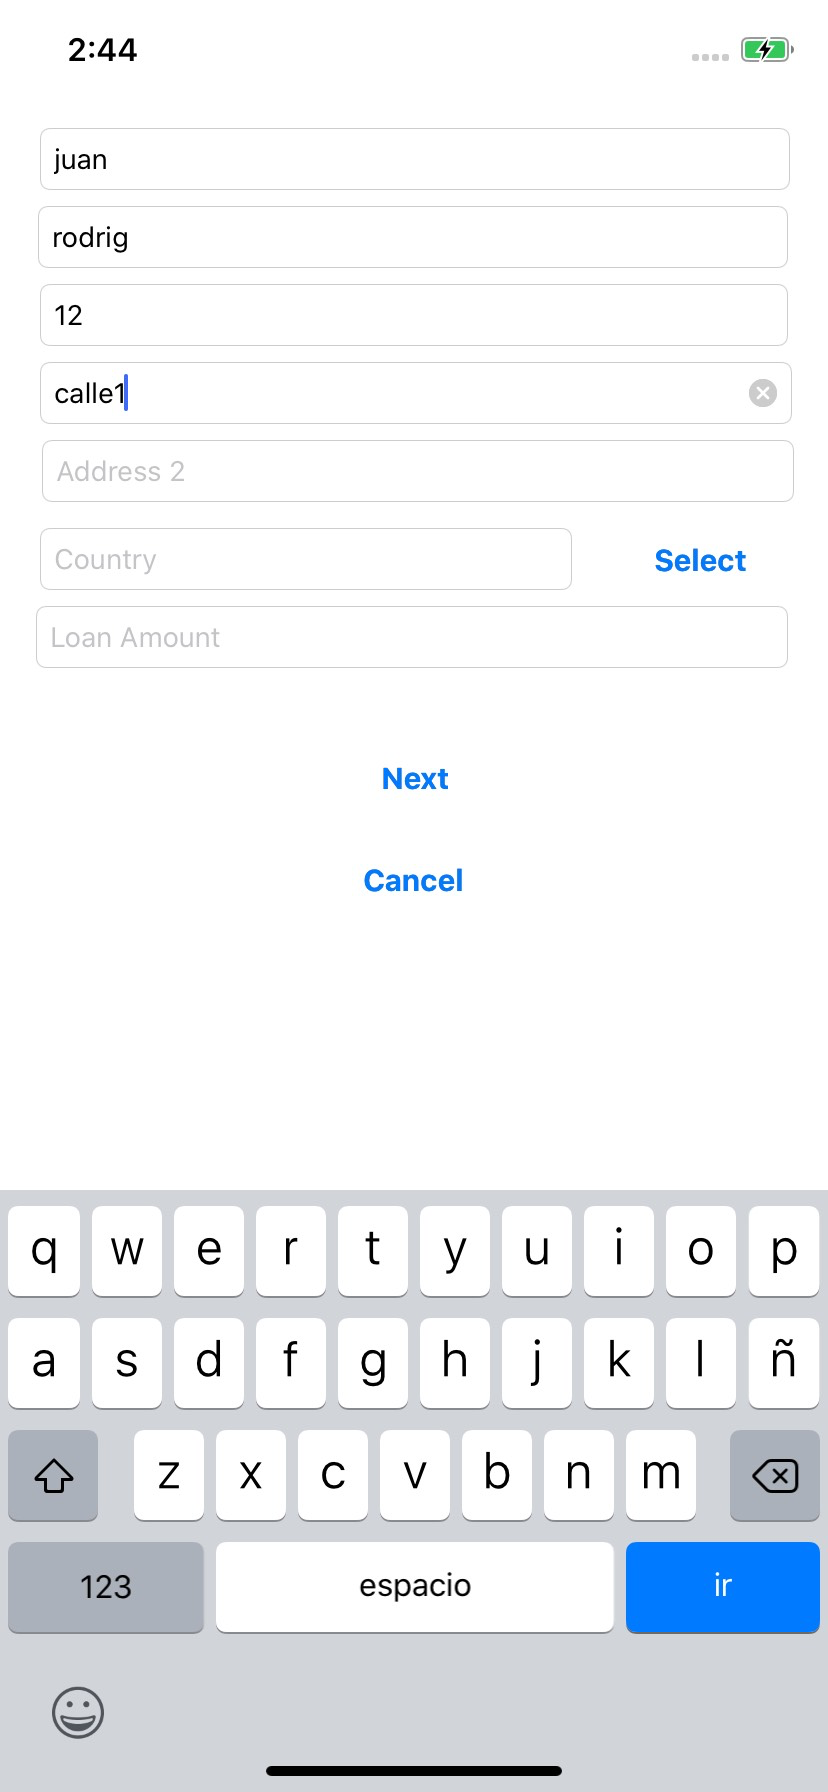 2:44
juan
rodrig
12
calle1
Address 2
Country Select
Loan Amount
Next
Cancel
q w e r t y u i o p
a s d f g h j k l ñ
z x c v b n m
123 espacio ir